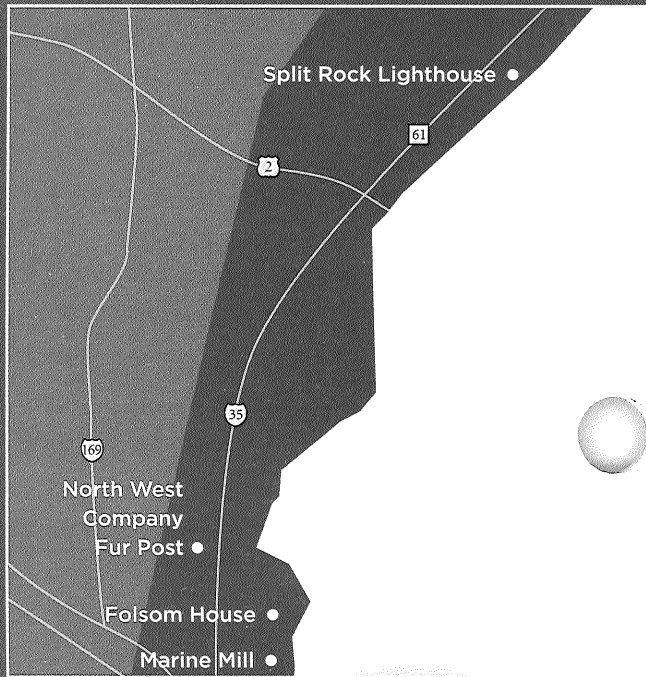 Split Rock Lighthouse
61
2
35
169
North West
Company
Fur Post
Folsom House
Marine Mill